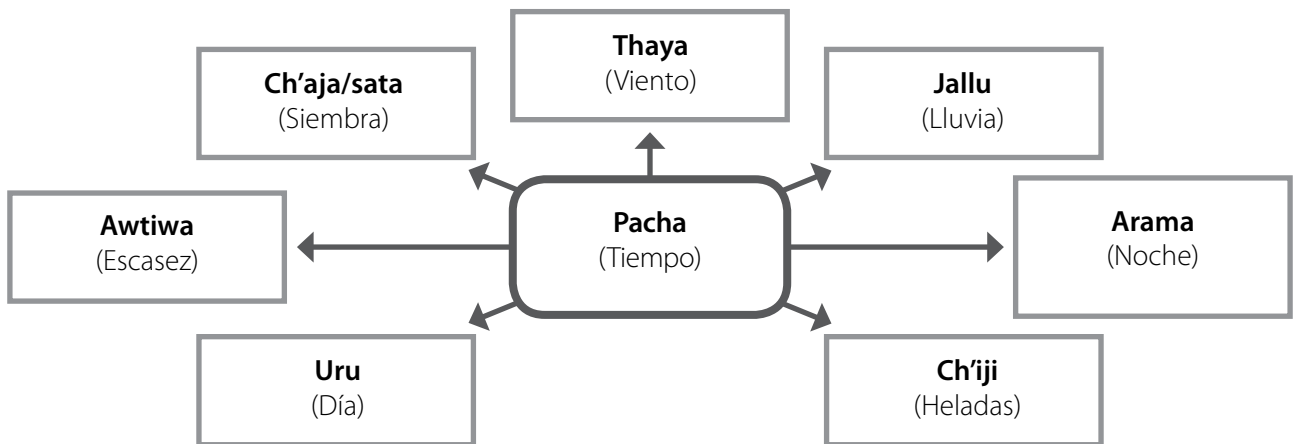 Thaya
(Viento)
Ch'aja/sata
(Siembra)
Jallu
(Lluvia)
Awtiwa
(Escasez)
Pacha
(Tiempo)
Arama
(Noche)
Uru
(Día)
Ch'iji
(Heladas)